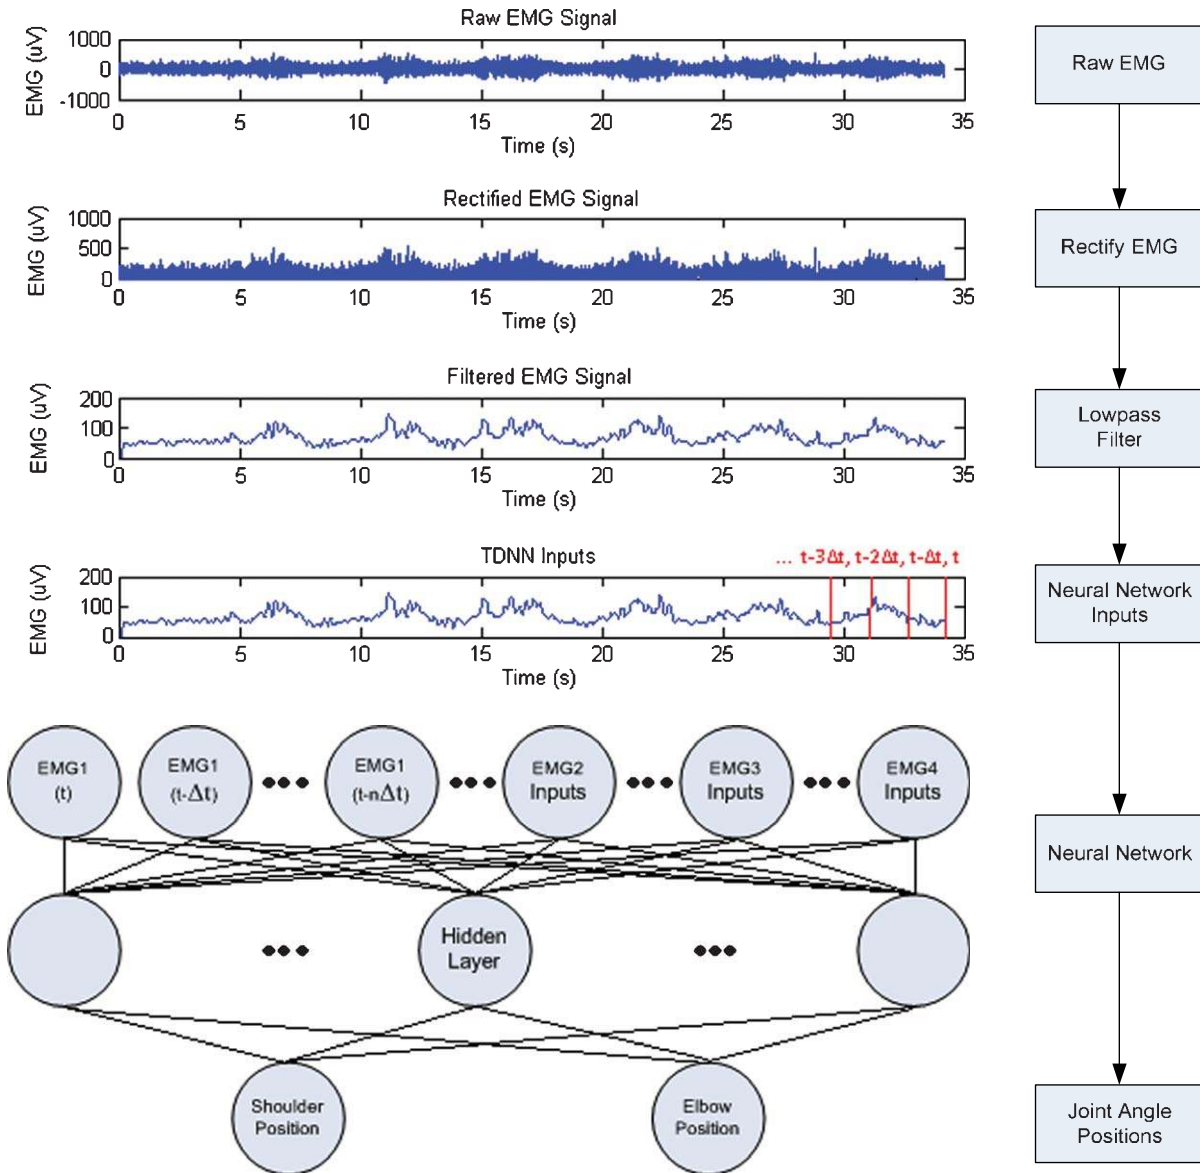 Raw EMG Signal
EMG (uV)
1000
0
-1000
0 5 10 15 20 25 30 35
Time (s)
Raw EMG
Rectified EMG Signal
EMG (uV)
1000
500
0
0 5 10 15 20 25 30 35
Time (s)
Rectify EMG
Filtered EMG Signal
EMG (uV)
200
100
0
0 5 10 15 20 25 30 35
Time (s)
Lowpass
Filter
TDNN Inputs
... t-3Δt, t-2Δt, t-Δt, t
EMG (uV)
200
100
0
0 5 10 15 20 25 30 35
Time (s)
Neural Network
Inputs
EMG1
(t)
EMG1
(t-Δt)
EMG1
(t-nΔt)
EMG2
Inputs
EMG3
Inputs
EMG4
Inputs
Neural Network
Hidden
Layer
Shoulder
Position
Elbow
Position
Joint Angle
Positions